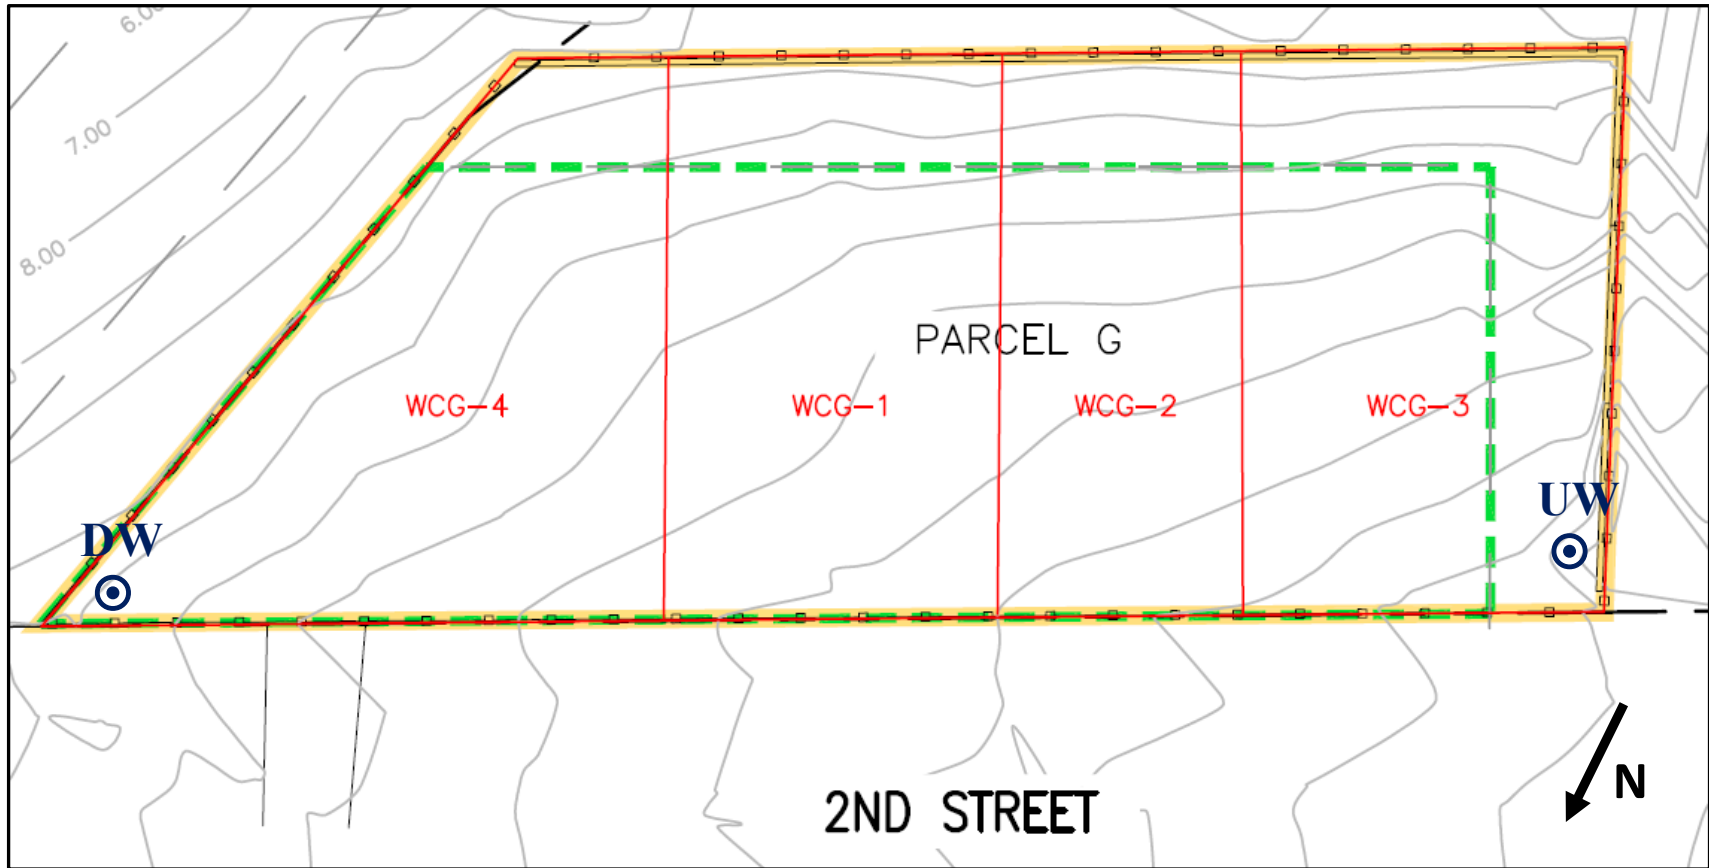 6.00
7.00
8.00
PARCEL G
WCG-4
WCG-1
WCG-2
WCG-3
DW
UW
2ND STREET
N